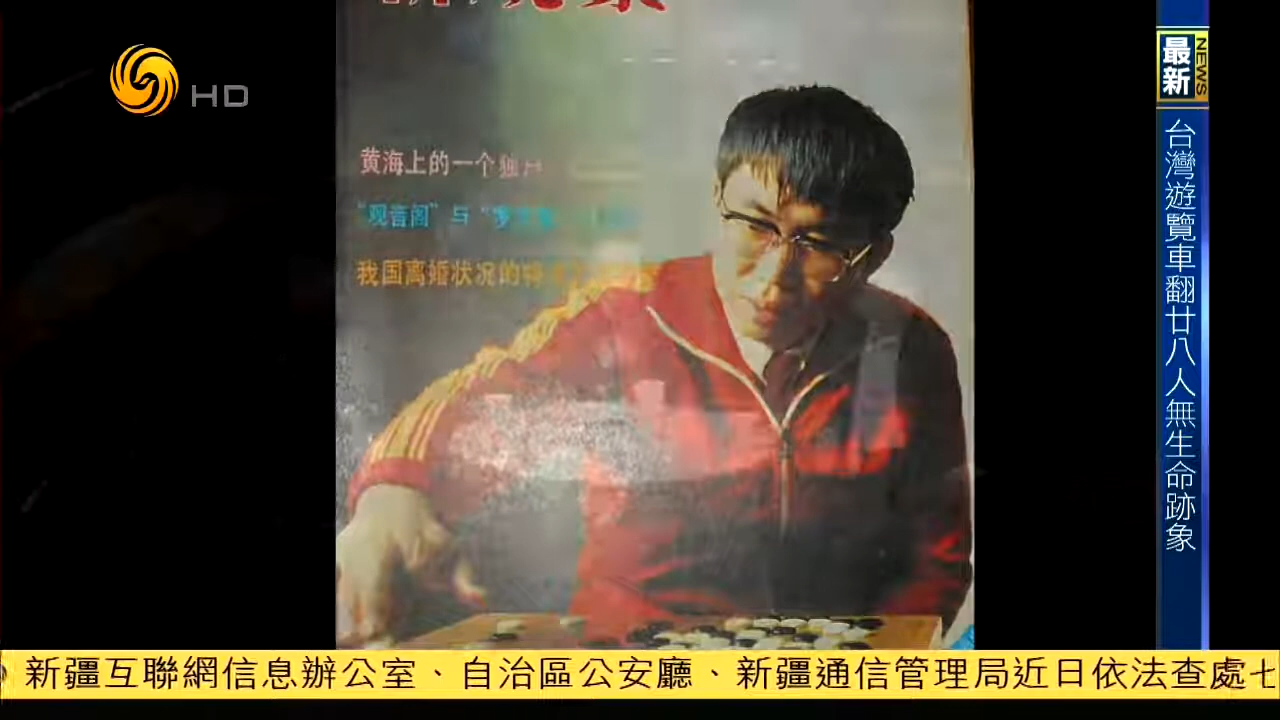 HD
黄海上的一个独
“观音阁”与“
我国离婚状况的
最新
NEWS
台灣遊覽車翻廿八人無生命跡象
新疆互聯網信息辦公室、自治區公安廳、新疆通信管理局近日依法查處七